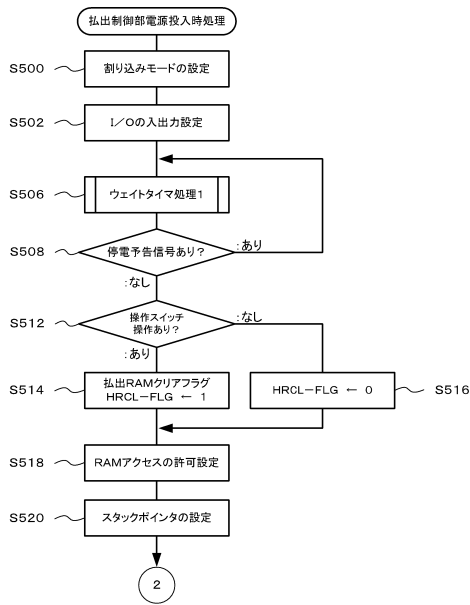 払出制御部電源投入時処理
S500
割り込みモードの設定
S502
I/Oの入出力設定
S506
ウェイトタイマ処理1
S508
停電予告信号あり?
:あり
:なし
S512
操作スイッチ
操作あり?
:なし
:あり
S514
払出RAMクリアフラグ
HRCL-FLG ← 1
HRCL-FLG ← 0
S516
S518
RAMアクセスの許可設定
S520
スタックポインタの設定
2